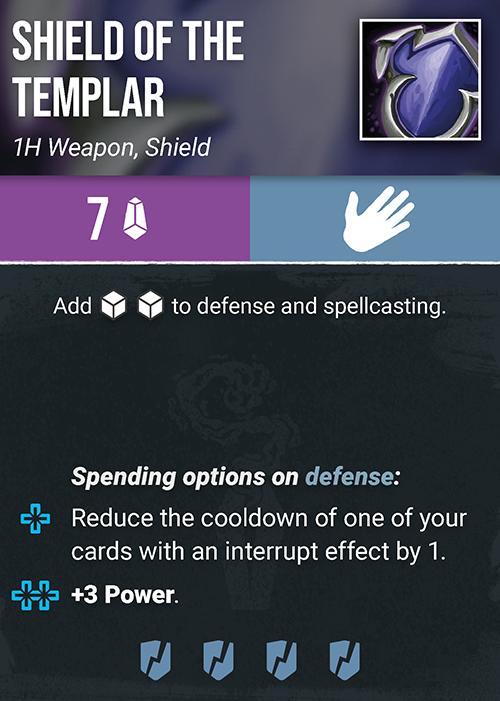 SHIELD OF THE
TEMPLAR
1H Weapon, Shield
7
Add to defense and spellcasting.
Spending options on defense:
Reduce the cooldown of one of your
cards with an interrupt effect by 1.
+3 Power.